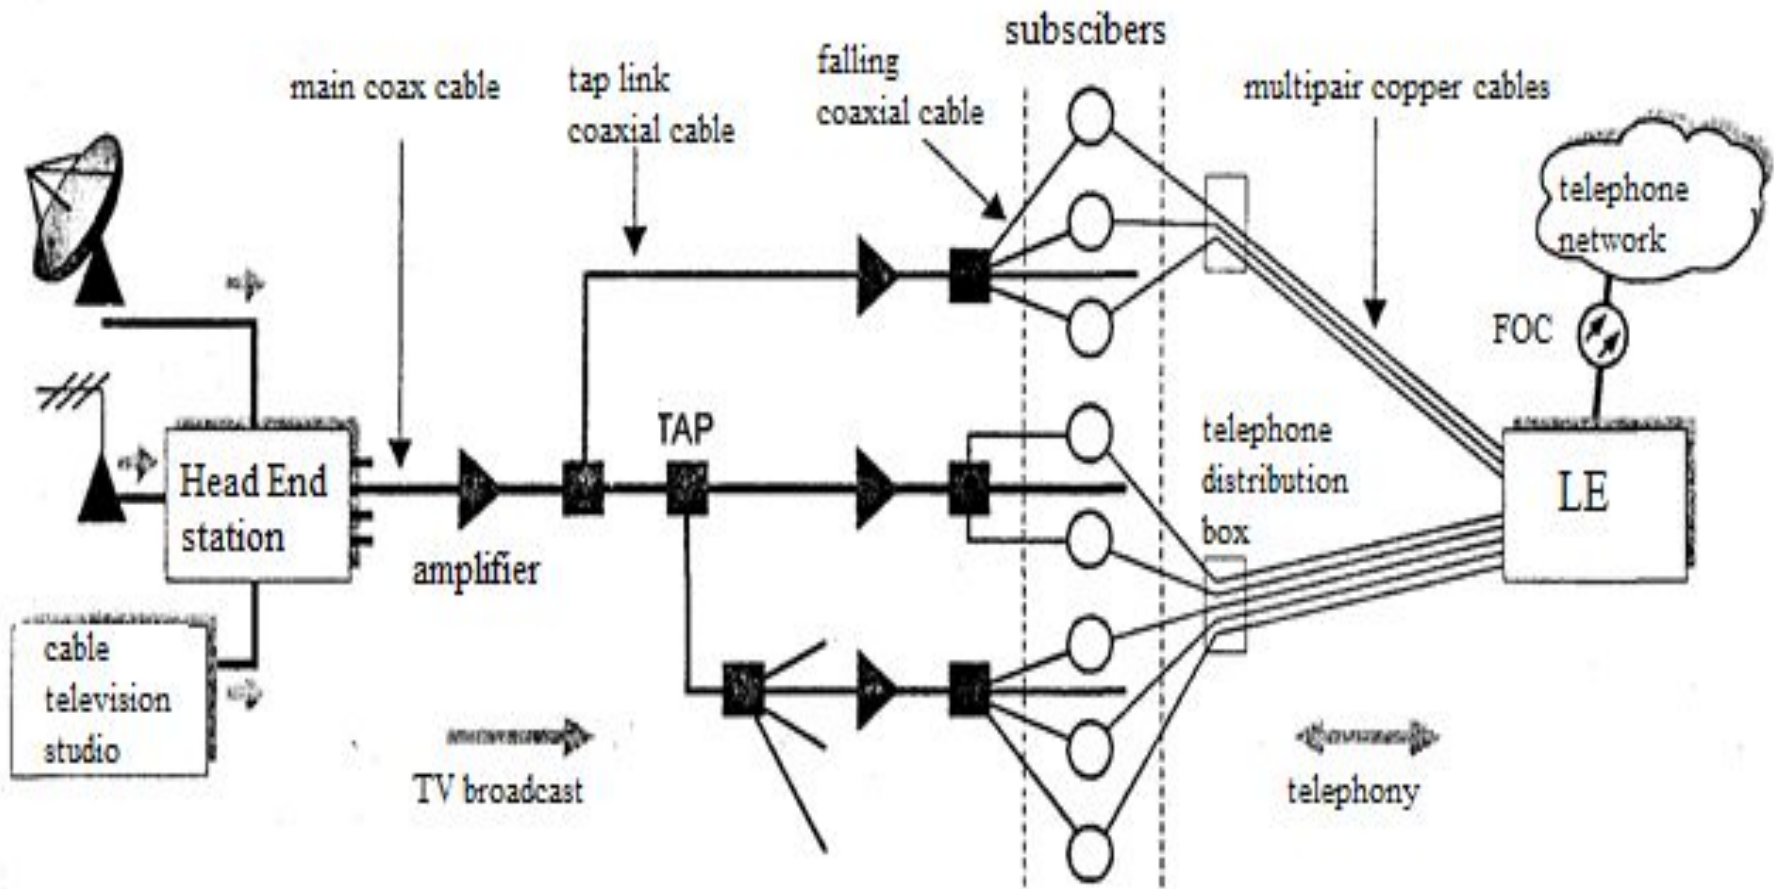 subscibers
main coax cable
tap link
coaxial cable
falling
coaxial cable
multipair copper cables
telephone
network
FOC
TAP
Head End
station
amplifier
telephone
distribution
box
LE
cable
television
studio
TV broadcast
telephony